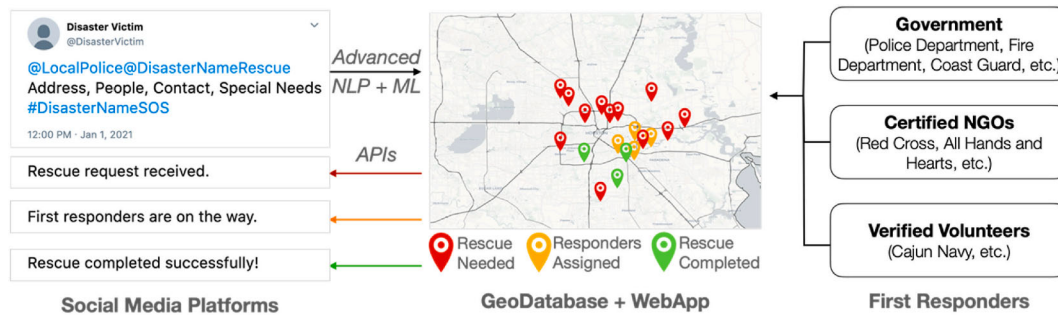 Disaster Victim
@DisasterVictim
@LocalPolice@DisasterNameRescue
Address, People, Contact, Special Needs
#DisasterNameSOS
12:00 PM · Jan 1, 2021
Rescue request received.
First responders are on the way.
Rescue completed successfully!
Social Media Platforms
Advanced
NLP + ML
APIs
Rescue
Needed
Responders
Assigned
Rescue
Completed
GeoDatabase + WebApp
Government
(Police Department, Fire
Department, Coast Guard, etc.)
Certified NGOs
(Red Cross, All Hands and
Hearts, etc.)
Verified Volunteers
(Cajun Navy, etc.)
First Responders